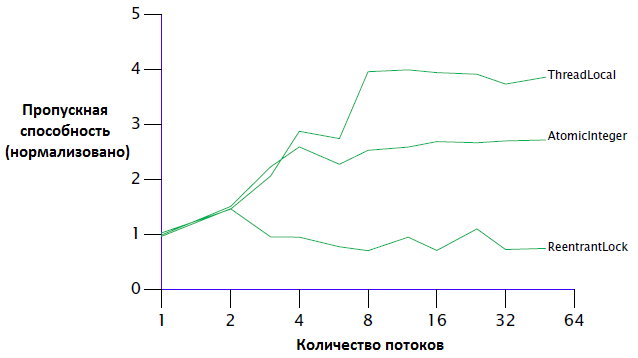 5
4
3
2
1
0
Пропускная
способность
(нормализовано)
ThreadLocal
AtomicInteger
ReentrantLock
1 2 4 8 16 32 64
Количество потоков